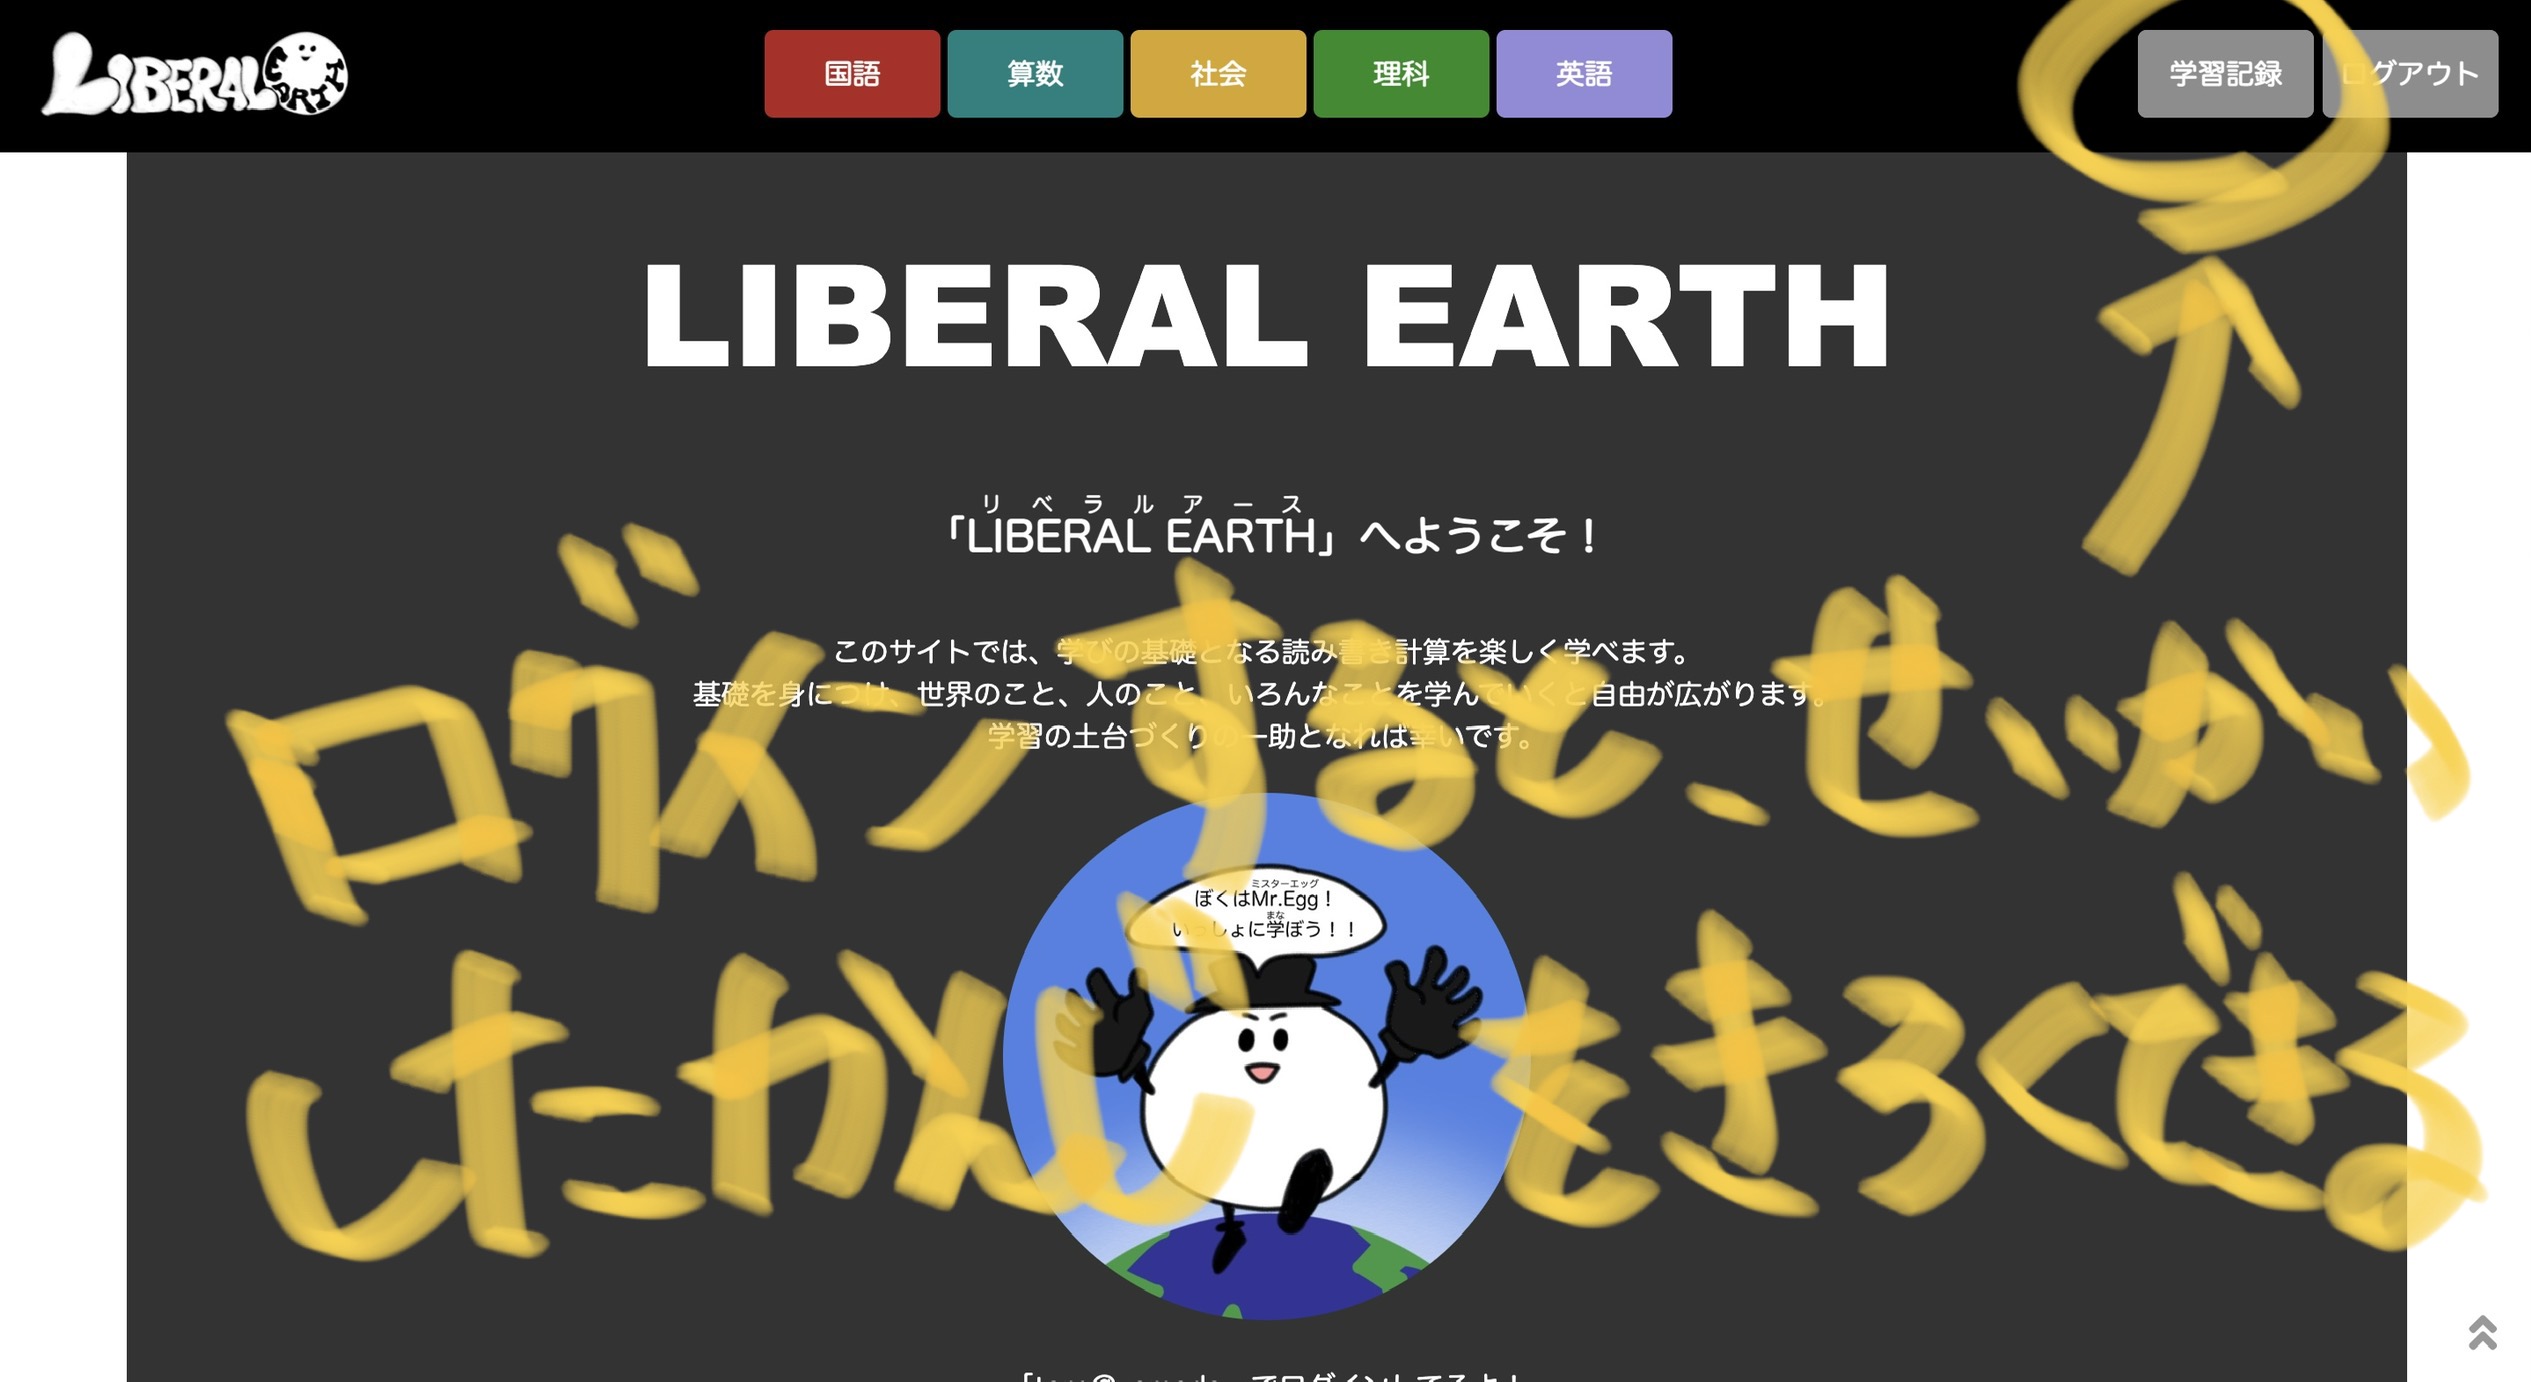 LIBERAL EARTH
国語 算数 社会 理科 英語 学習記録 ログアウト
LIBERAL EARTH
リベラルアース
「LIBERAL EARTH」へようこそ！
このサイトでは、学びの基礎となる読み書き計算を楽しく学べます。
基礎を身につけ、世界のこと、人のこと、いろんなことを学んでいくと自由が広がります。
学習の土台づくりの一助となれば幸いです。
ログインすると、せいかい
ミスターエッグ
ぼくはMr.Egg！
まな
いっしょに学ぼう！！
したかんじをきろくできる
でログインしてるよ！